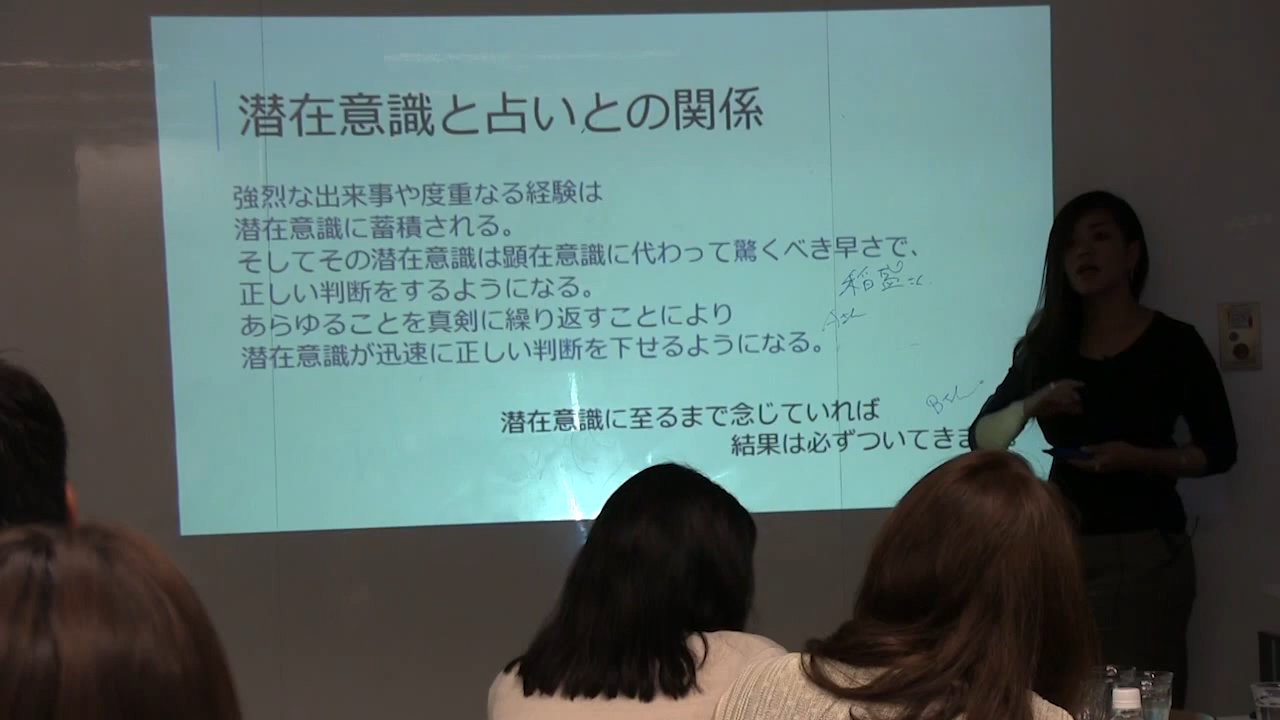 潜在意識と占いとの関係
強烈な出来事や度重なる経験は
潜在意識に蓄積される。
そしてその潜在意識は顕在意識に代わって驚くべき早さで、
正しい判断をするようになる。
稲盛
あらゆることを真剣に繰り返すことにより
潜在意識が迅速に正しい判断を下せるようになる。
潜在意識に至るまで念じていれば
結果は必ずついてきま